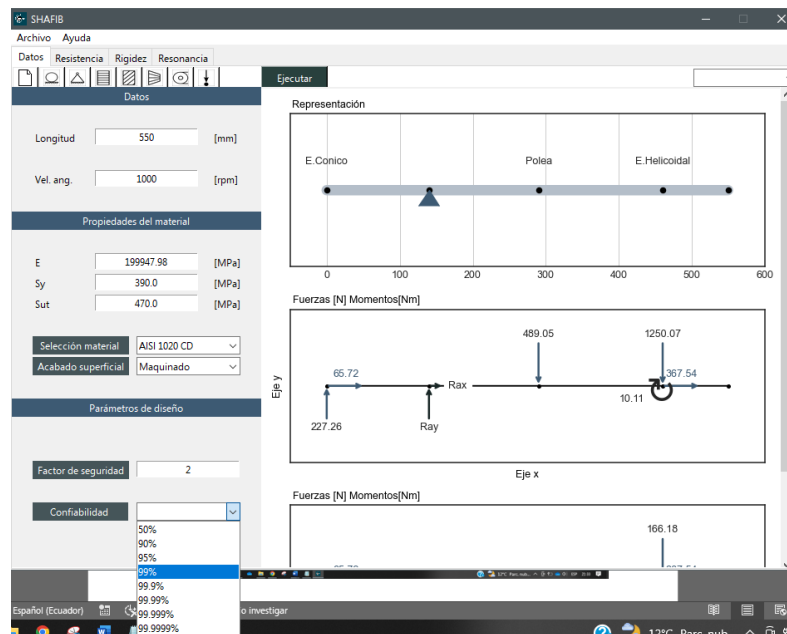 SHAFIB
Archivo Ayuda
Datos Resistencia Rigidez Resonancia
Ejecutar
Datos
Longitud 550 [mm]
Vel. ang. 1000 [rpm]
Propiedades del material
E 199947.98 [MPa]
Sy 390.0 [MPa]
Sut 470.0 [MPa]
Selección material AISI 1020 CD
Acabado superficial Maquinado
Parámetros de diseño
Factor de seguridad 2
Confiabilidad
50%
90%
95%
99%
99.9%
99.99%
99.999%
99.9999%
Representación
E.Conico Polea E.Helicoidal
0 100 200 300 400 500 600
Fuerzas [N] Momentos[Nm]
489.05 1250.07
65.72 Rax 367.54
10.11
227.26 Ray
Eje y
Eje x
Fuerzas [N] Momentos[Nm]
166.18
Español (Ecuador) o investigar
12°C Parc. nub.